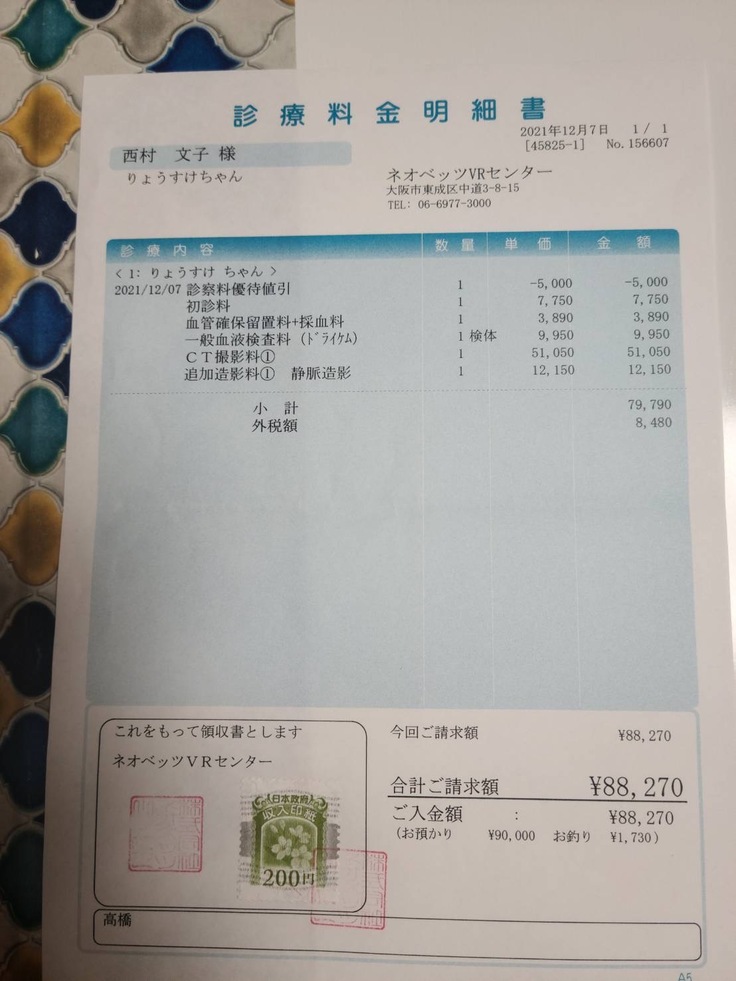 診療料金明細書
2021年12月7日 1 / 1
[45825-1] No.156607
西村 文子 様
りょうすけちゃん
ネオベッツVRセンター
大阪市東成区中道3-8-15
TEL: 06-6977-3000
診療内容 数量 単価 金額
< 1: りょうすけ ちゃん >
2021/12/07 診察料優待値引 1 -5,000 -5,000
初診料 1 7,750 7,750
血管確保留置料+採血料 1 3,890 3,890
一般血液検査料 (ﾄﾞﾗｲｹﾑ) 1 検体 9,950 9,950
CT撮影料① 1 51,050 51,050
追加造影料① 静脈造影 1 12,150 12,150
小計 79,790
外税額 8,480
これをもって領収書とします
ネオベッツVRセンター
今回ご請求額 ¥88,270
合計ご請求額 ¥88,270
ご入金額 : ¥88,270
(お預かり ¥90,000 お釣り ¥1,730)
日本政府
収入印紙
200円
高橋
A5